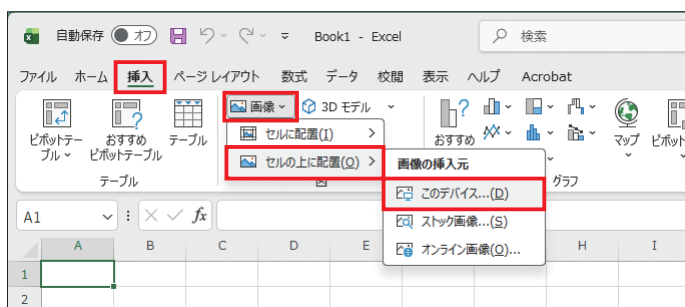 自動保存 オフ Book1 - Excel 検索
ファイル ホーム 挿入 ページ レイアウト 数式 データ 校閲 表示 ヘルプ Acrobat
画像 3D モデル
ピボットテーブル おすすめピボットテーブル テーブル
セルに配置(I)
セルの上に配置(O)
テーブル
おすすめ
マップ
グラフ
画像の挿入元
このデバイス...(D)
ストック画像...(S)
オンライン画像(O)...
A1 fx
A B C D E H I
1
2